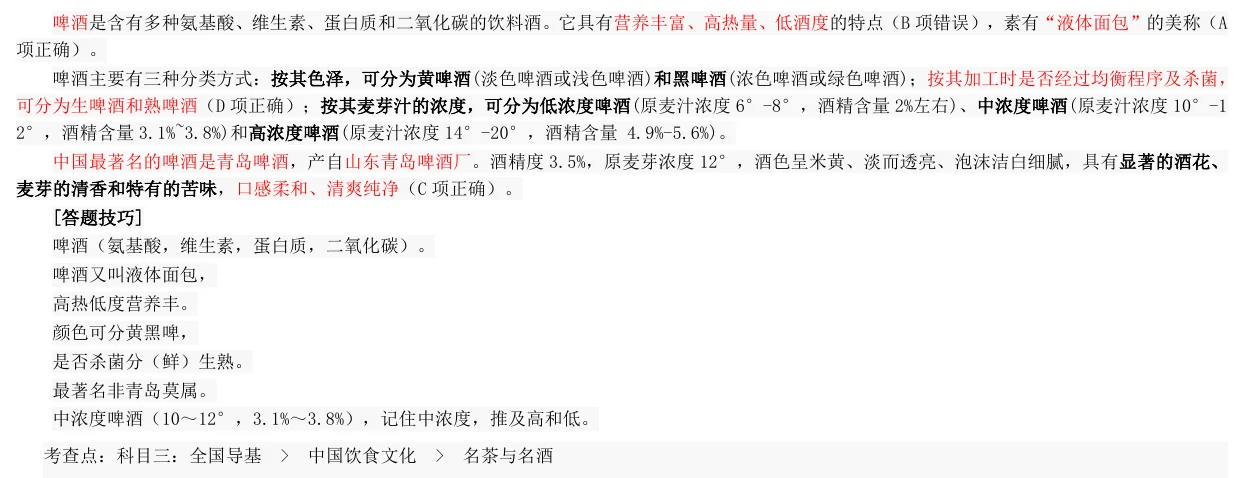 啤酒是含有多种氨基酸、维生素、蛋白质和二氧化碳的饮料酒。它具有营养丰富、高热量、低酒度的特点（B 项错误），素有“液体面包”的美称（A
项正确）。
啤酒主要有三种分类方式：按其色泽，可分为黄啤酒(淡色啤酒或浅色啤酒)和黑啤酒(浓色啤酒或绿色啤酒)；按其加工时是否经过均衡程序及杀菌，
可分为生啤酒和熟啤酒（D 项正确）；按其麦芽汁的浓度，可分为低浓度啤酒(原麦汁浓度 6°-8°，酒精含量 2%左右)、中浓度啤酒(原麦汁浓度 10°-1
2°，酒精含量 3.1%~3.8%)和高浓度啤酒(原麦汁浓度 14°-20°，酒精含量 4.9%-5.6%)。
中国最著名的啤酒是青岛啤酒，产自山东青岛啤酒厂。酒精度 3.5%，原麦芽浓度 12°，酒色呈米黄、淡而透亮、泡沫洁白细腻，具有显著的酒花、
麦芽的清香和特有的苦味，口感柔和、清爽纯净（C 项正确）。
[答题技巧]
啤酒（氨基酸，维生素，蛋白质，二氧化碳）。
啤酒又叫液体面包，
高热低度营养丰。
颜色可分黄黑啤，
是否杀菌分（鲜）生熟。
最著名非青岛莫属。
中浓度啤酒（10～12°，3.1%～3.8%），记住中浓度，推及高和低。
考查点：科目三：全国导基 > 中国饮食文化 > 名茶与名酒